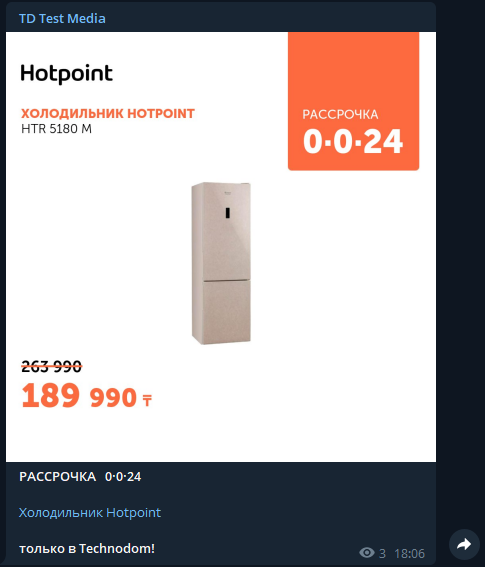 TD Test Media
Hotpoint
ХОЛОДИЛЬНИК HOTPOINT
HTR 5180 M
РАССРОЧКА
0·0·24
263 990
189 990 ₸
РАССРОЧКА 0·0·24
Холодильник Hotpoint
только в Technodom!
3 18:06